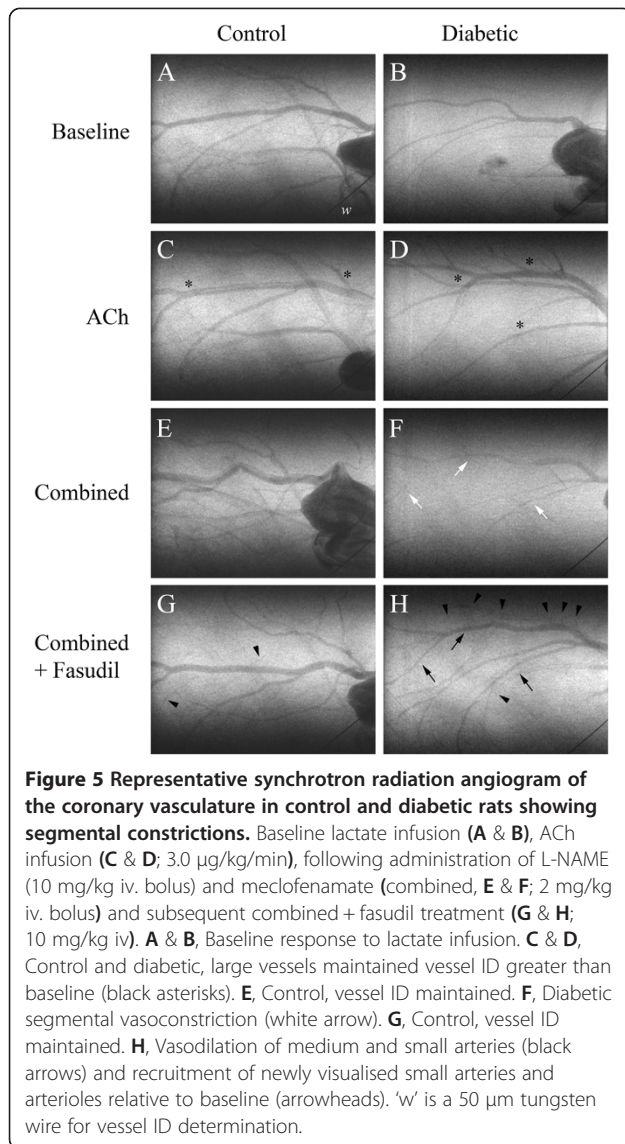 Control Diabetic
Baseline
A
B
w
ACh
C
* *
D
* * *
Combined
E
F
Combined
+ Fasudil
G
H
Figure 5 Representative synchrotron radiation angiogram of
the coronary vasculature in control and diabetic rats showing
segmental constrictions. Baseline lactate infusion (A & B), ACh
infusion (C & D; 3.0 μg/kg/min), following administration of L-NAME
(10 mg/kg iv. bolus) and meclofenamate (combined, E & F; 2 mg/kg
iv. bolus) and subsequent combined + fasudil treatment (G & H;
10 mg/kg iv). A & B, Baseline response to lactate infusion. C & D,
Control and diabetic, large vessels maintained vessel ID greater than
baseline (black asterisks). E, Control, vessel ID maintained. F, Diabetic
segmental vasoconstriction (white arrow). G, Control, vessel ID
maintained. H, Vasodilation of medium and small arteries (black
arrows) and recruitment of newly visualised small arteries and
arterioles relative to baseline (arrowheads). 'w' is a 50 μm tungsten
wire for vessel ID determination.